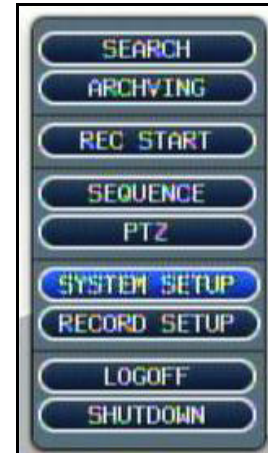 SEARCH
ARCHVING
REC START
SEQUENCE
PTZ
SYSTEM SETUP
RECORD SETUP
LOGOFF
SHUTDOWN